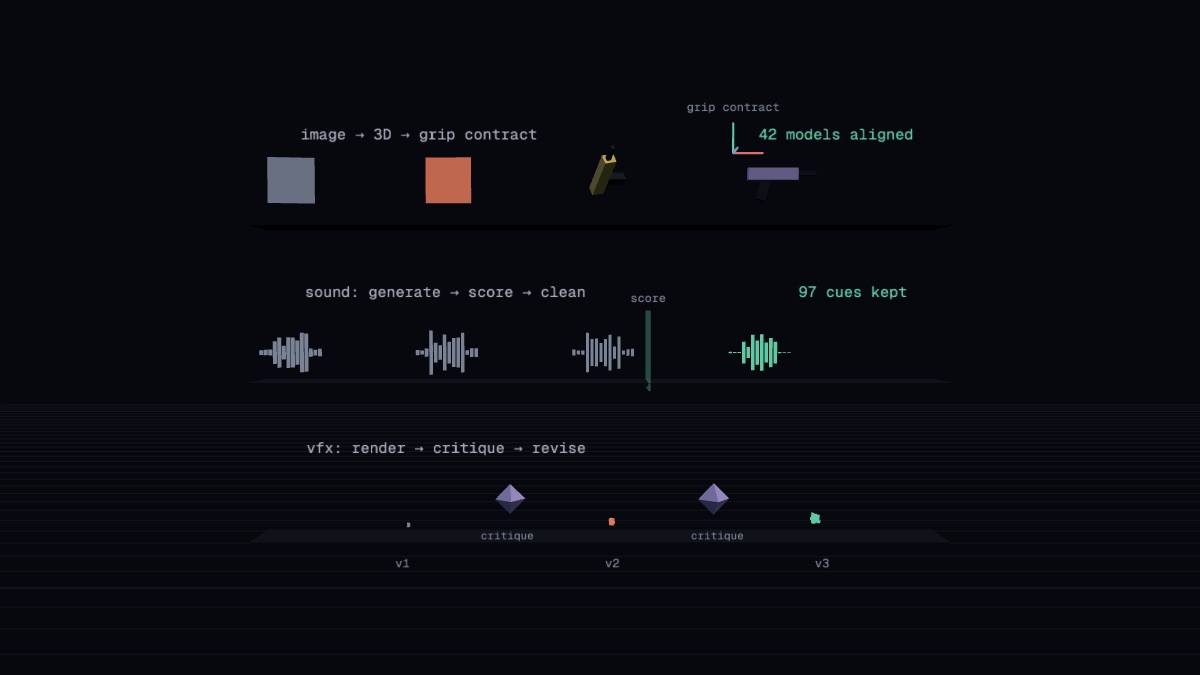 grip contract
image → 3D → grip contract
42 models aligned
sound: generate → score → clean
score
97 cues kept
vfx: render → critique → revise
critique
critique
v1
v2
v3